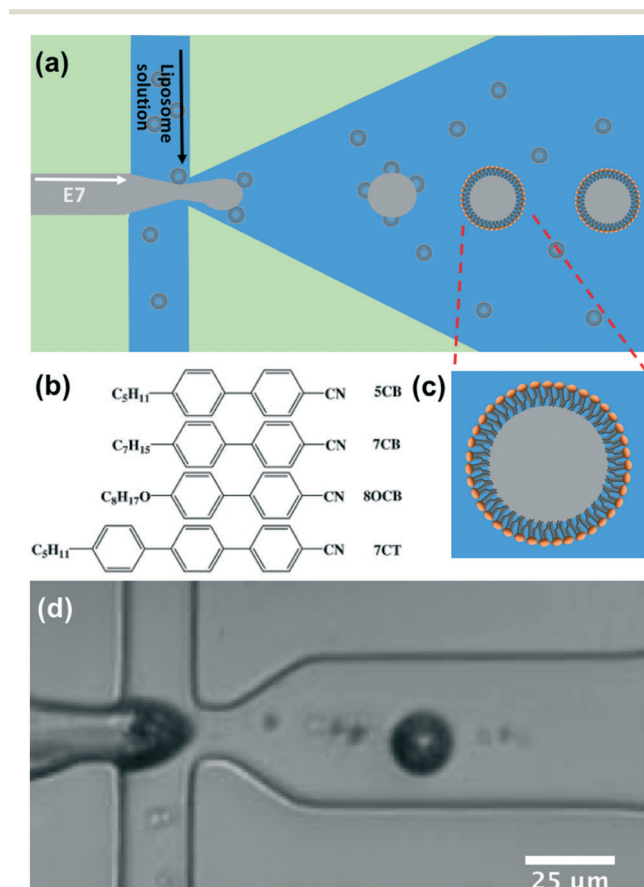 (a)
Liposome
solution
E7
(b)
C₅H₁₁ CN 5CB
C₇H₁₅ CN 7CB
C₈H₁₇O CN 8OCB
C₅H₁₁ CN 7CT
(c)
(d)
25 μm